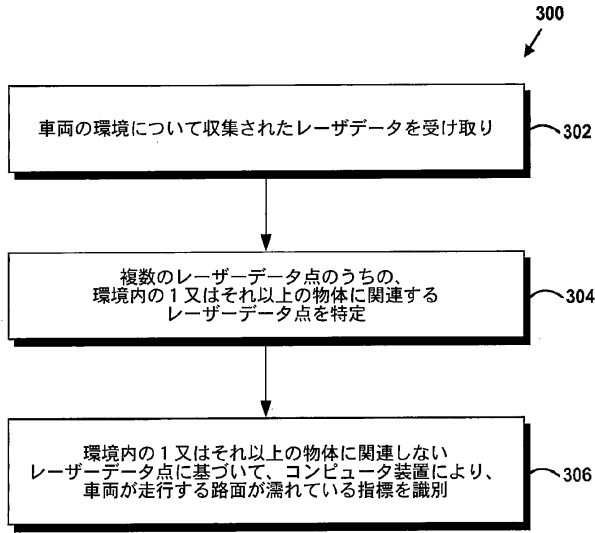 300
車両の環境について収集されたレーザデータを受け取り
302
複数のレーザーデータ点のうちの、
環境内の１又はそれ以上の物体に関連する
レーザーデータ点を特定
304
環境内の１又はそれ以上の物体に関連しない
レーザーデータ点に基づいて、コンピュータ装置により、
車両が走行する路面が濡れている指標を識別
306